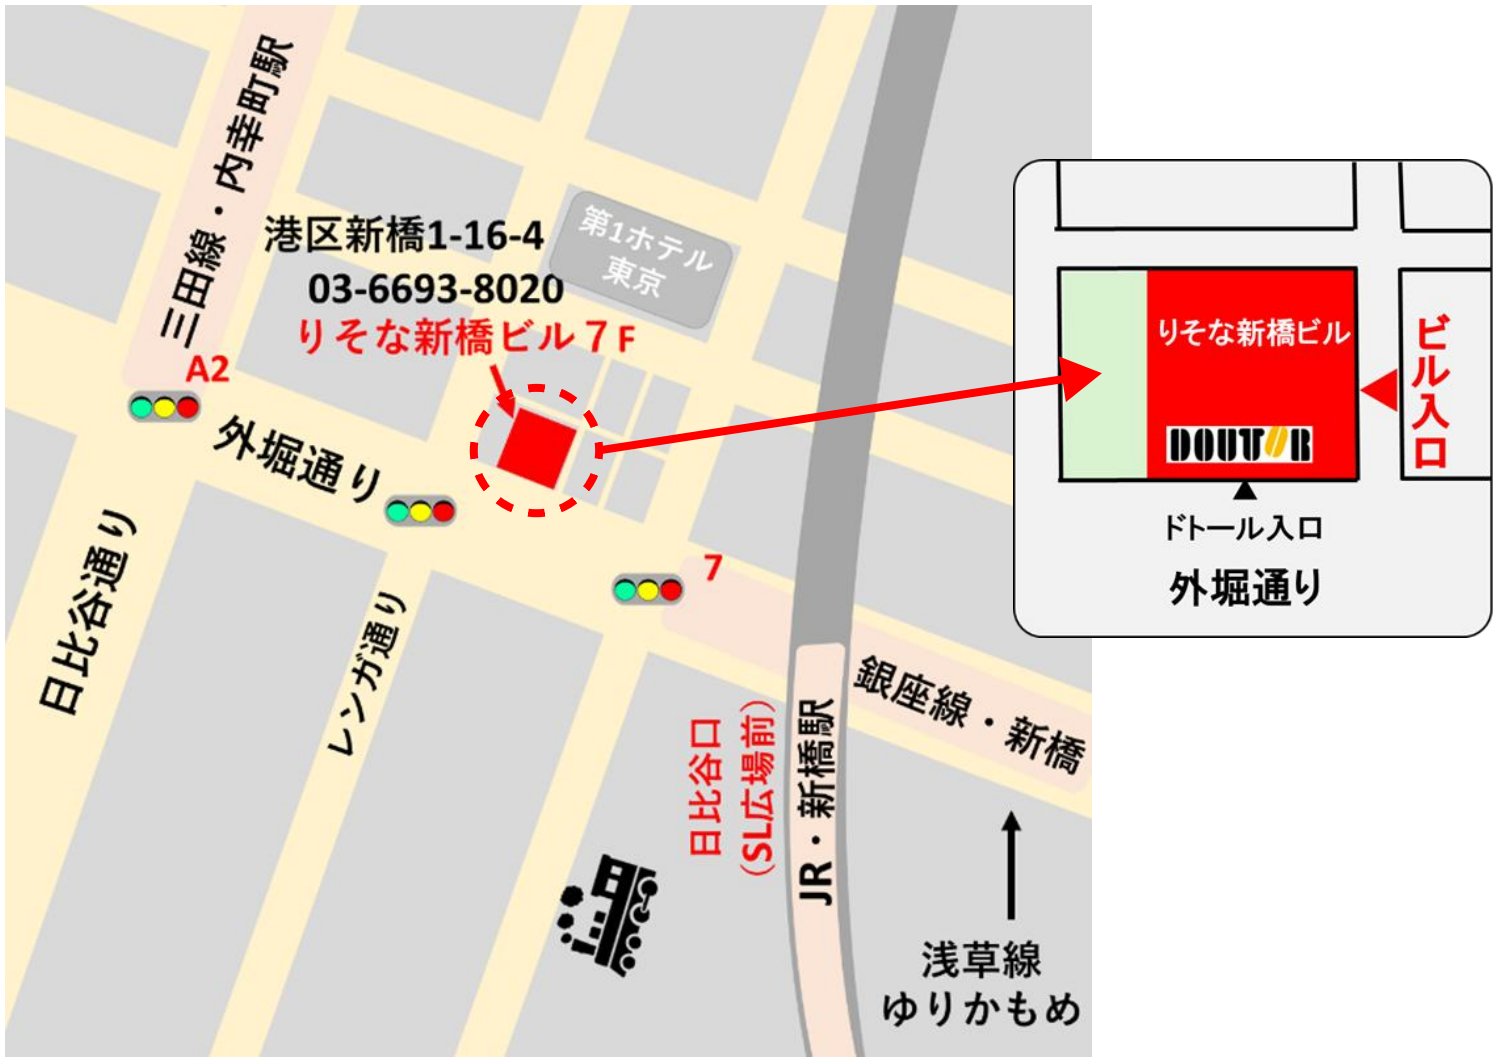 三田線・内幸町駅
港区新橋1-16-4
03-6693-8020
りそな新橋ビル７F
第1ホテル
東京
A2
外堀通り
日比谷通り
レンガ通り
7
銀座線・新橋
日比谷口
（SL広場前）
JR・新橋駅
浅草線
ゆりかもめ
りそな新橋ビル
DOUTOR
ビル入口
ドトール入口
外堀通り